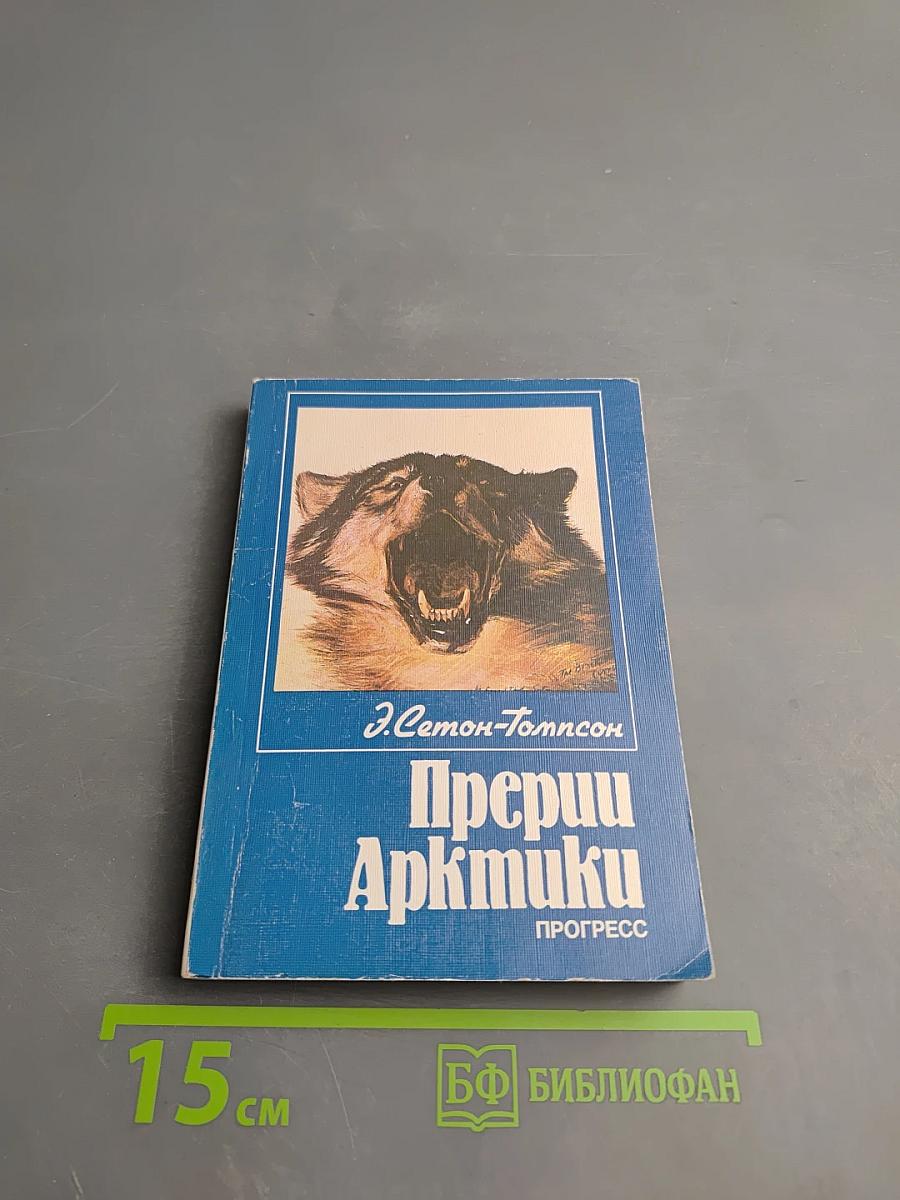 Э. Сетон-Томпсон
Прерии
Арктики
ПРОГРЕСС
15 см
БФ БИБЛИОФАН